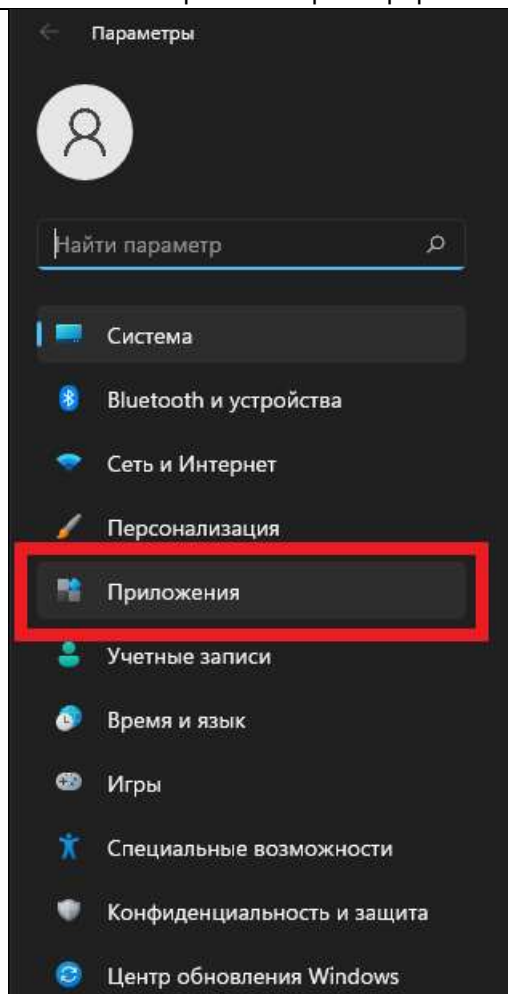 Параметры
Найти параметр
Система
Bluetooth и устройства
Сеть и Интернет
Персонализация
Приложения
Учетные записи
Время и язык
Игры
Специальные возможности
Конфиденциальность и защита
Центр обновления Windows